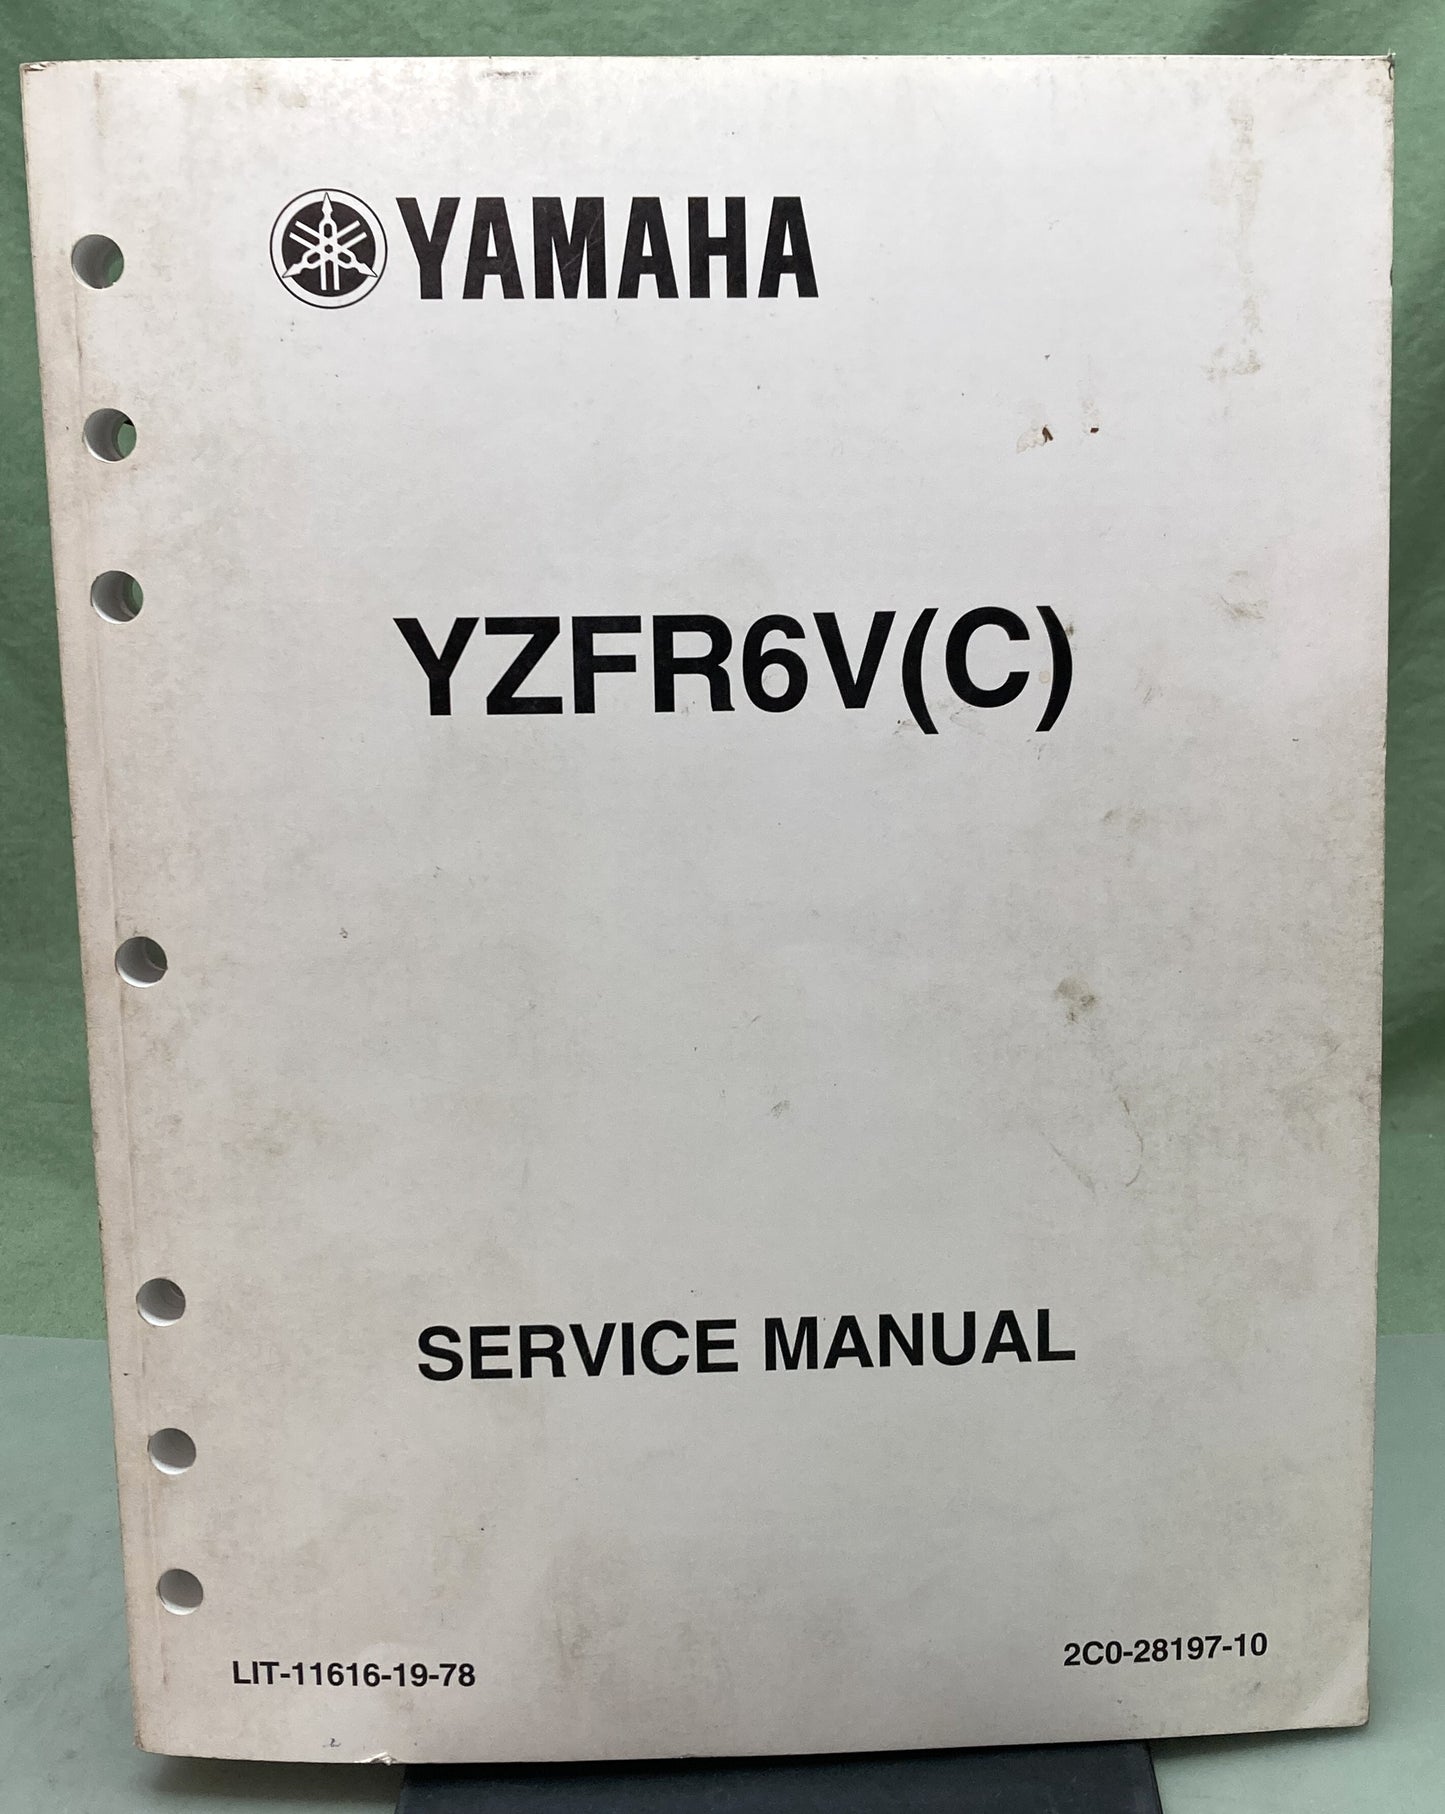 YAMAHA
YZFR6V(C)
SERVICE MANUAL
LIT-11616-19-78
2C0-28197-10